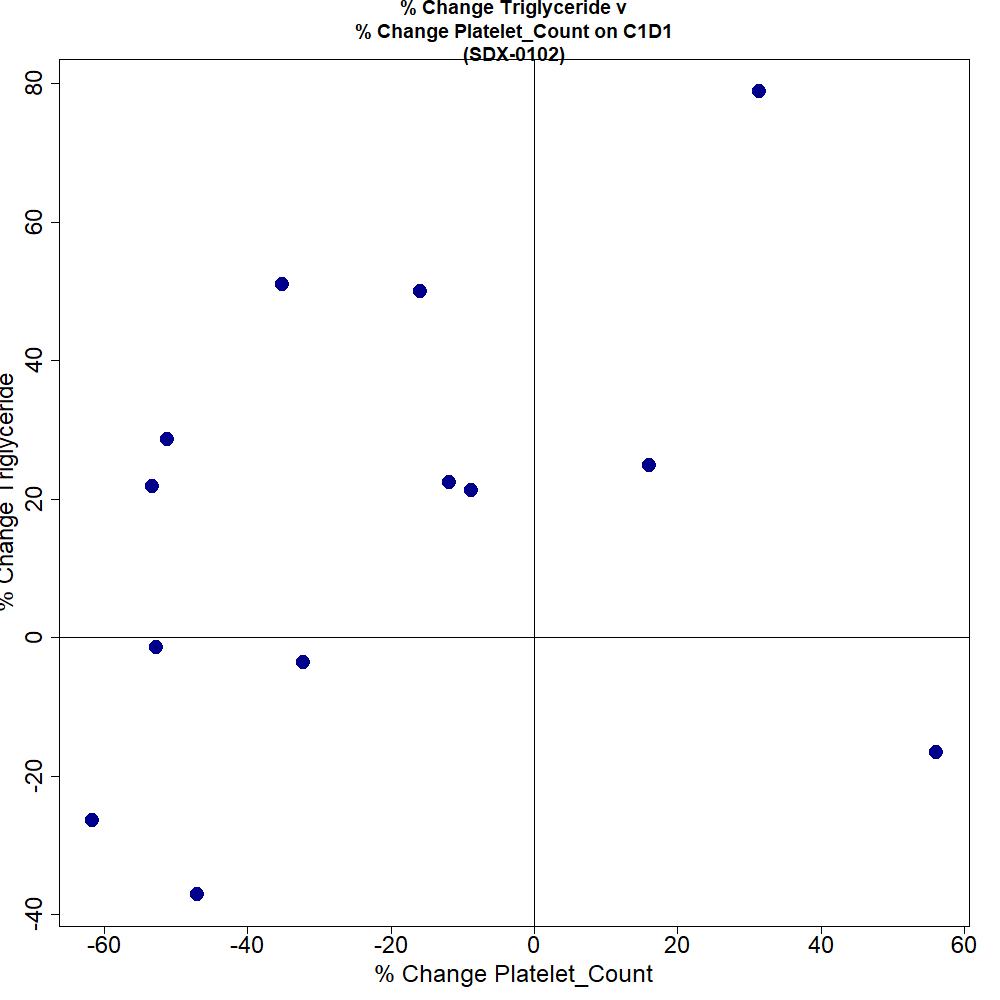 % Change Triglyceride v
% Change Platelet_Count on C1D1
(SDX-0102)
% Change Triglyceride
80
60
40
20
0
-20
-40
-60
-40
-20
0
20
40
60
% Change Platelet_Count